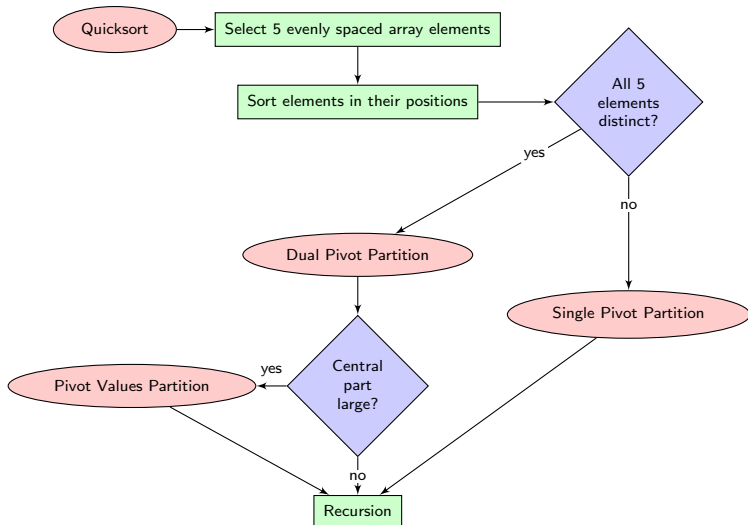 Quicksort
Select 5 evenly spaced array elements
Sort elements in their positions
All 5
elements
distinct?
yes
no
Dual Pivot Partition
Single Pivot Partition
Central
part
large?
yes
Pivot Values Partition
no
Recursion